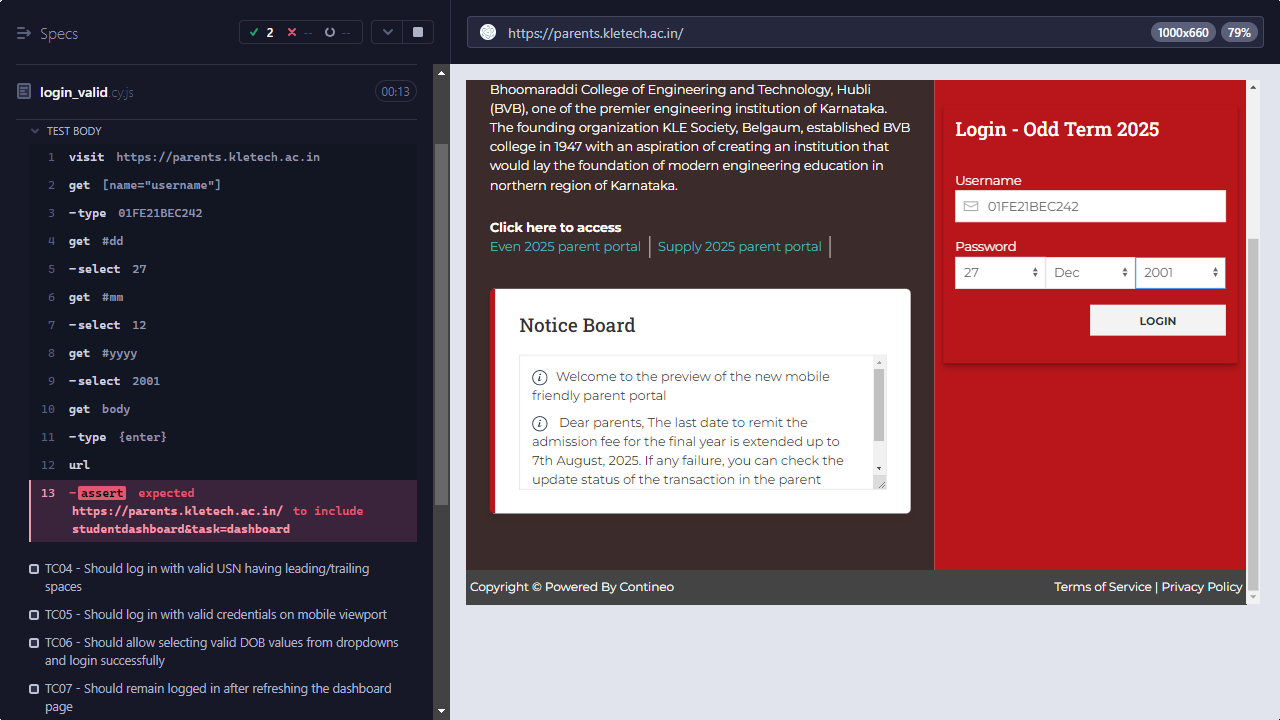 Specs
2
--
--
https://parents.kletech.ac.in/
1000x660
79%
login_valid.cy.js
00:13
TEST BODY
1 visit https://parents.kletech.ac.in
2 get [name="username"]
3 -type 01FE21BEC242
4 get #dd
5 -select 27
6 get #mm
7 -select 12
8 get #yyyy
9 -select 2001
10 get body
11 -type {enter}
12 url
13 -assert expected
https://parents.kletech.ac.in/ to include
studentdashboard&task=dashboard
TC04 - Should log in with valid USN having leading/trailing
spaces
TC05 - Should log in with valid credentials on mobile viewport
TC06 - Should allow selecting valid DOB values from dropdowns
and login successfully
TC07 - Should remain logged in after refreshing the dashboard
page
Bhoomaraddi College of Engineering and Technology, Hubli
(BVB), one of the premier engineering institution of Karnataka.
The founding organization KLE Society, Belgaum, established BVB
college in 1947 with an aspiration of creating an institution that
would lay the foundation of modern engineering education in
northern region of Karnataka.
Click here to access
Even 2025 parent portal
Supply 2025 parent portal
Notice Board
Welcome to the preview of the new mobile
friendly parent portal
Dear parents, The last date to remit the
admission fee for the final year is extended up to
7th August, 2025. If any failure, you can check the
update status of the transaction in the parent
Login - Odd Term 2025
Username
01FE21BEC242
Password
27
Dec
2001
LOGIN
Copyright © Powered By Contineo
Terms of Service | Privacy Policy